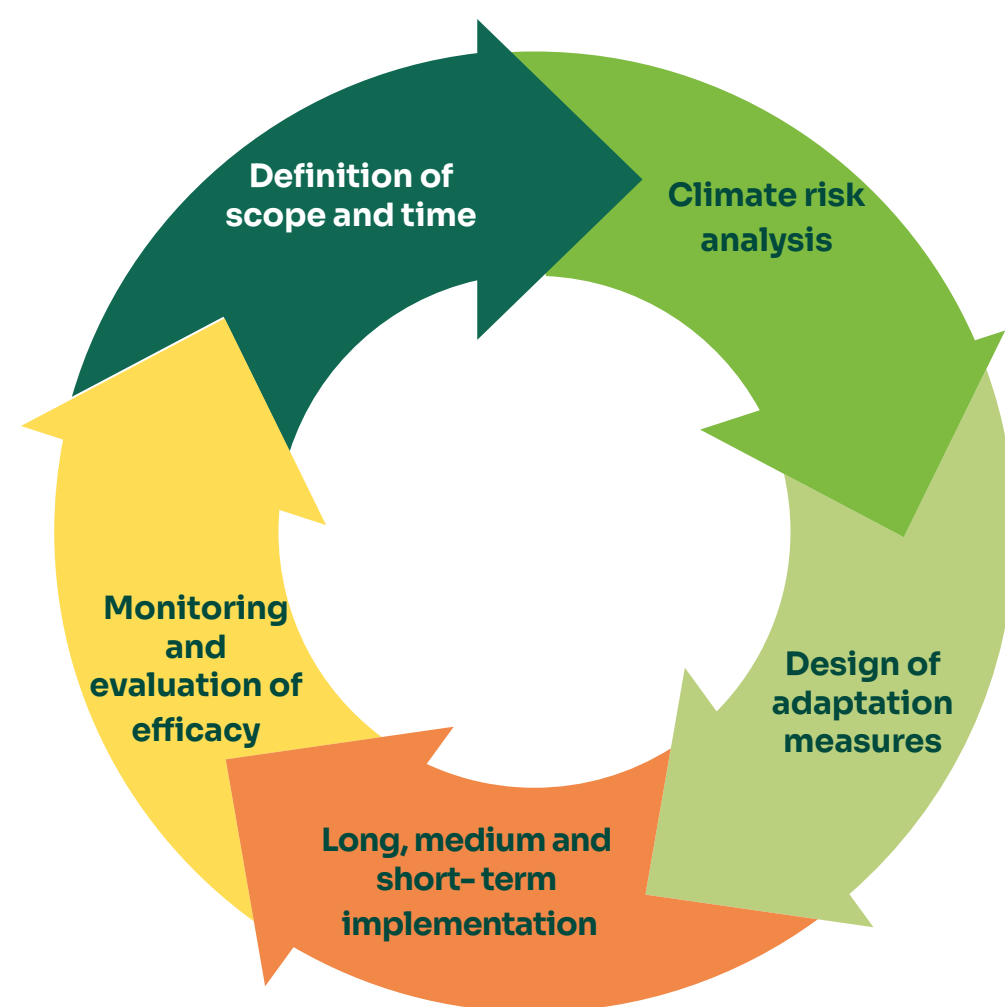 Definition of
scope and time
Climate risk
analysis
Design of
adaptation
measures
Long, medium and
short- term
implementation
Monitoring
and
evaluation of
efficacy